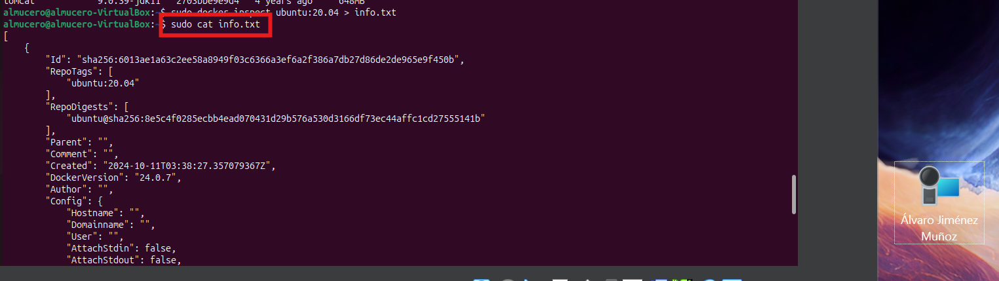 tomcat 9.0.39-jdk11 2703bbe9e9d4 4 years ago 648MB
almucero@almucero-VirtualBox:~$ sudo docker inspect ubuntu:20.04 > info.txt
almucero@almucero-VirtualBox:~$ sudo cat info.txt
[
    {
        "Id": "sha256:6013ae1a63c2ee58a8949f03c6366a3ef6a2f386a7db27d86de2de965e9f450b",
        "RepoTags": [
            "ubuntu:20.04"
        ],
        "RepoDigests": [
            "ubuntu@sha256:8e5c4f0285ecbb4ead070431d29b576a530d3166df73ec44affc1cd27555141b"
        ],
        "Parent": "",
        "Comment": "",
        "Created": "2024-10-11T03:38:27.357079367Z",
        "DockerVersion": "24.0.7",
        "Author": "",
        "Config": {
            "Hostname": "",
            "Domainname": "",
            "User": "",
            "AttachStdin": false,
            "AttachStdout": false,
Álvaro Jiménez
Muñoz